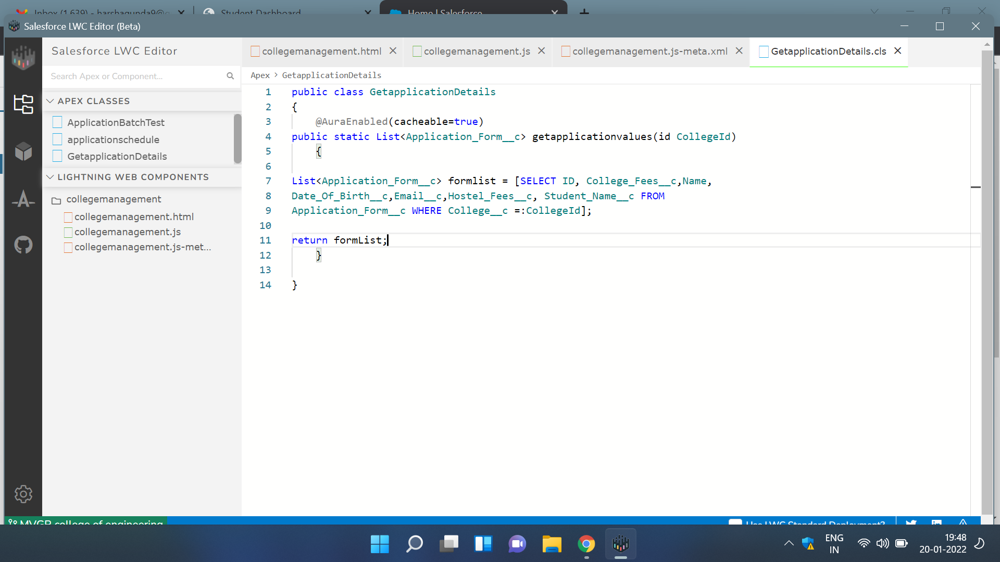 Inbox (1,639) - harshagunda9@g
Student Dashboard
Home | Salesforce
Salesforce LWC Editor (Beta)
Salesforce LWC Editor
Search Apex or Component...
APEX CLASSES
ApplicationBatchTest
applicationschedule
GetapplicationDetails
LIGHTNING WEB COMPONENTS
collegemanagement
collegemanagement.html
collegemanagement.js
collegemanagement.js-met...
collegemanagement.html
collegemanagement.js
collegemanagement.js-meta.xml
GetapplicationDetails.cls
Apex > GetapplicationDetails
1 public class GetapplicationDetails
2 {
3 @AuraEnabled(cacheable=true)
4 public static List<Application_Form__c> getapplicationvalues(id CollegeId)
5 {
6
7 List<Application_Form__c> formlist = [SELECT ID, College_Fees__c,Name,
8 Date_Of_Birth__c,Email__c,Hostel_Fees__c, Student_Name__c FROM
9 Application_Form__c WHERE College__c =:CollegeId];
10
11 return formList;
12 }
13
14 }
MVGR college of engineering
Use LWC Standard Deployment?
ENG
IN
19:48
20-01-2022